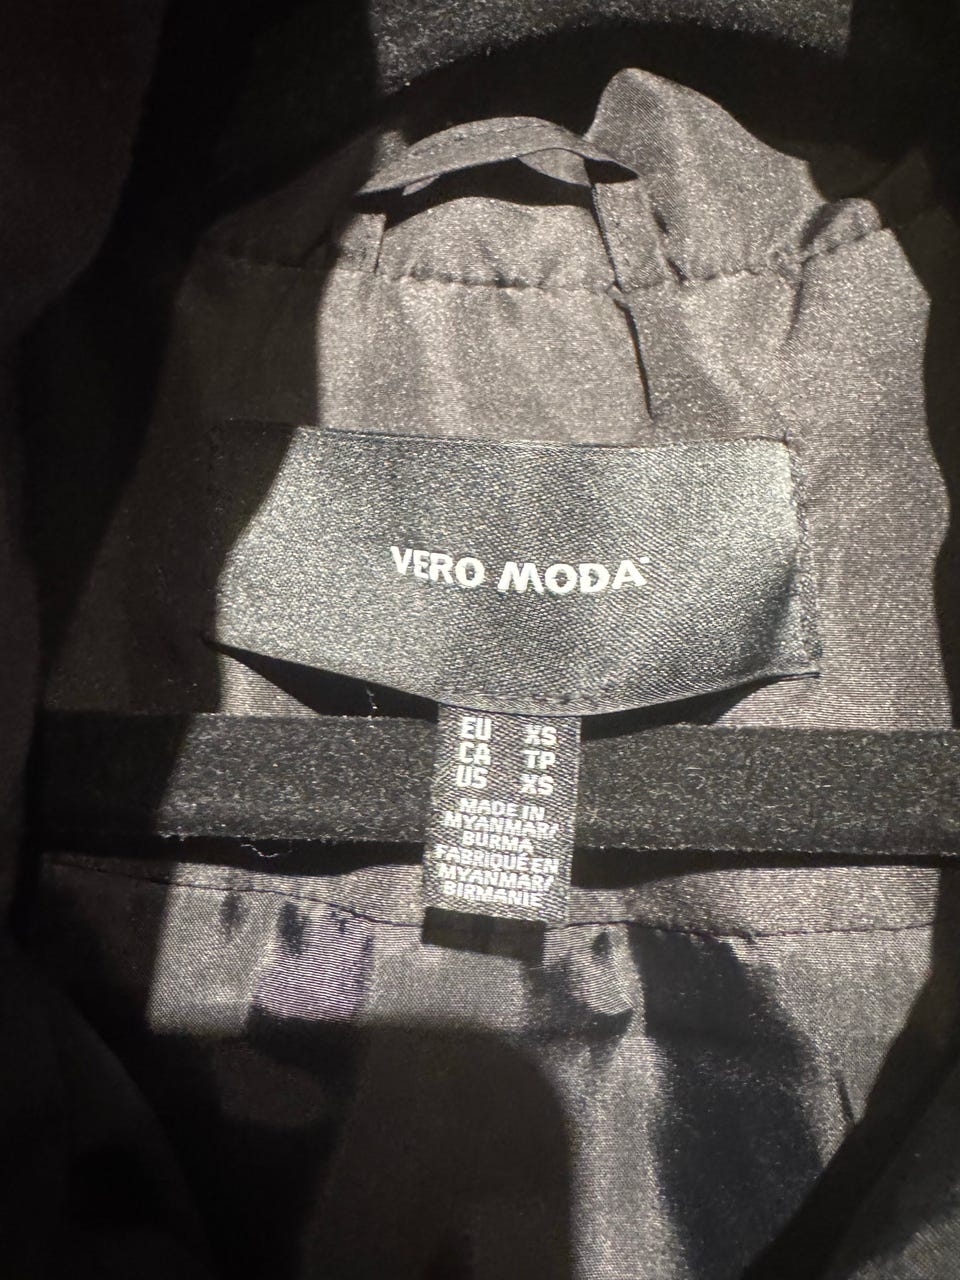 VERO MODA
EU XS
CA TP
US XS
MADE IN
MYANMAR/
BURMA
FABRIQUÉ EN
MYANMAR/
BIRMANIE